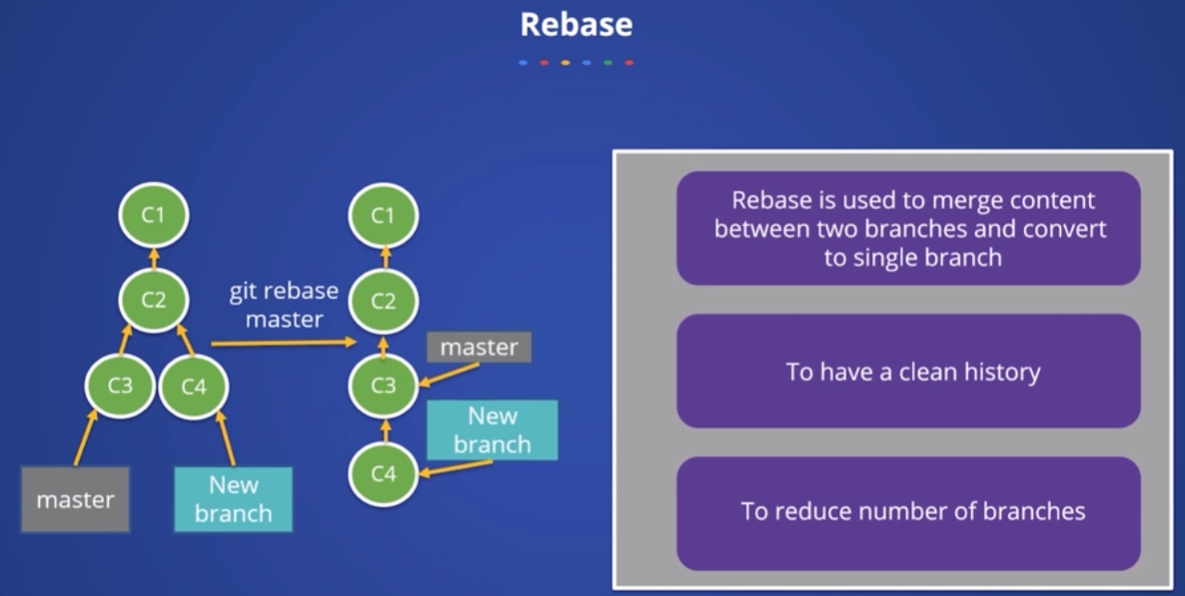 Rebase
C1
C2
C3
C4
master
New
branch
git rebase
master
C1
C2
C3
C4
master
New
branch
Rebase is used to merge content
between two branches and convert
to single branch
To have a clean history
To reduce number of branches